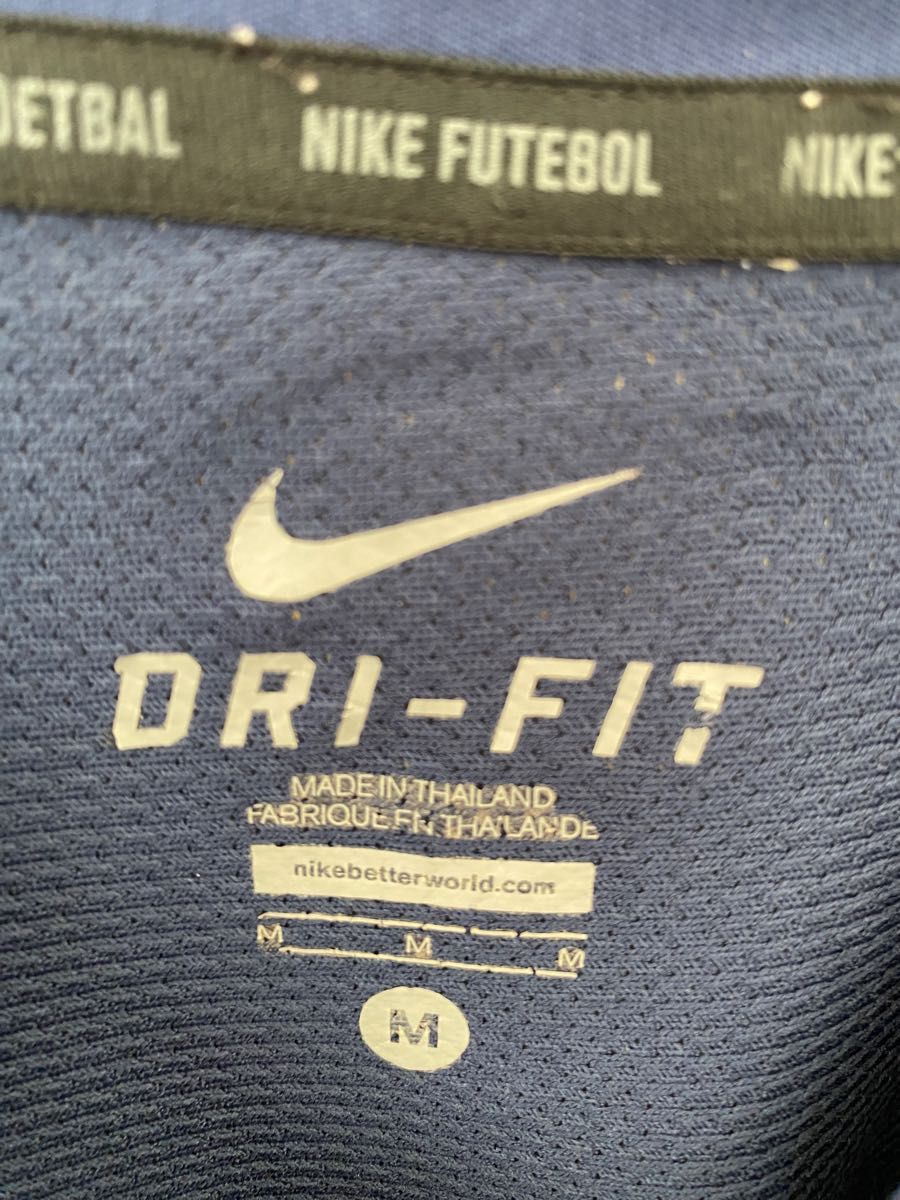 OETBAL NIKE FUTEBOL NIKE
DRI-FIT
MADE IN THAILAND
FABRIQUE EN THAILANDE
nikebetterworld.com
M M M
M